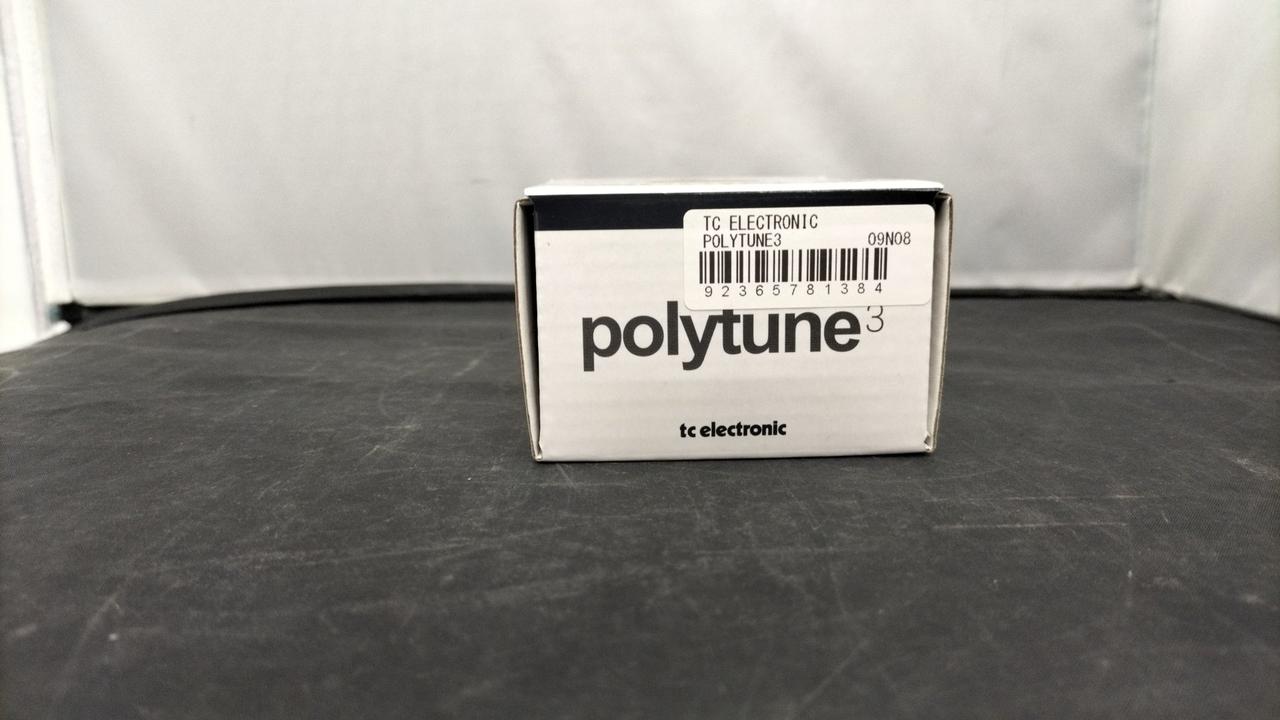 TC ELECTRONIC
POLYTUNE3 09N08
92365781384
polytune3
tc electronic